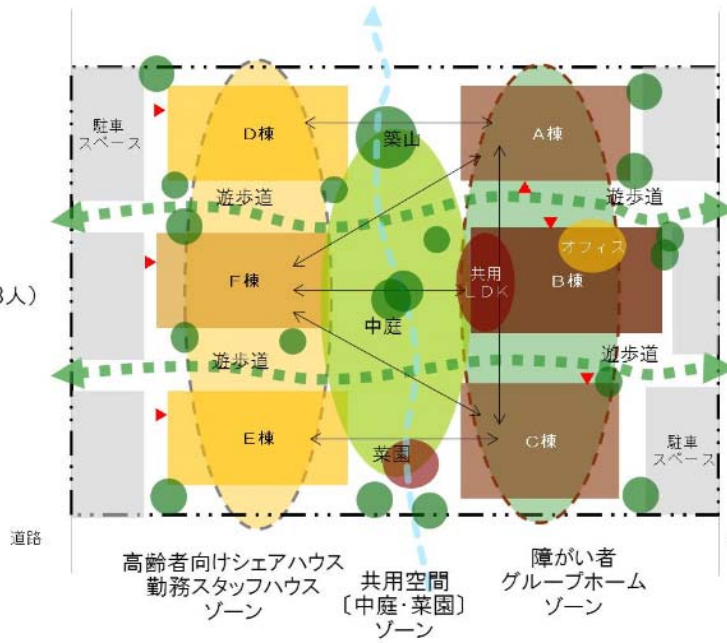 駐車
スペース
D棟
築山
A棟
遊歩道
遊歩道
オフィス
3人）
F棟
共用
LDK
B棟
中庭
遊歩道
遊歩道
E棟
菜園
C棟
駐車
スペース
道路
高齢者向けシェアハウス
勤務スタッフハウス
ゾーン
共用空間
〔中庭・菜園〕
ゾーン
障がい者
グループホーム
ゾーン